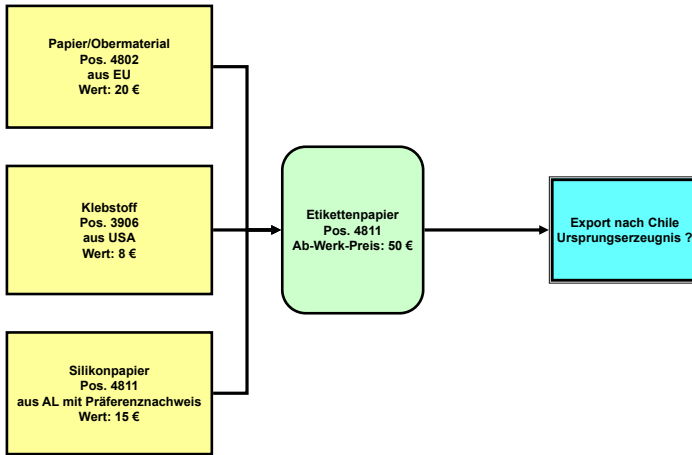 Papier/Obermaterial
Pos. 4802
aus EU
Wert: 20 €
Klebstoff
Pos. 3906
aus USA
Wert: 8 €
Silikonpapier
Pos. 4811
aus AL mit Präferenznachweis
Wert: 15 €
Etikettenpapier
Pos. 4811
Ab-Werk-Preis: 50 €
Export nach Chile
Ursprungserzeugnis ?